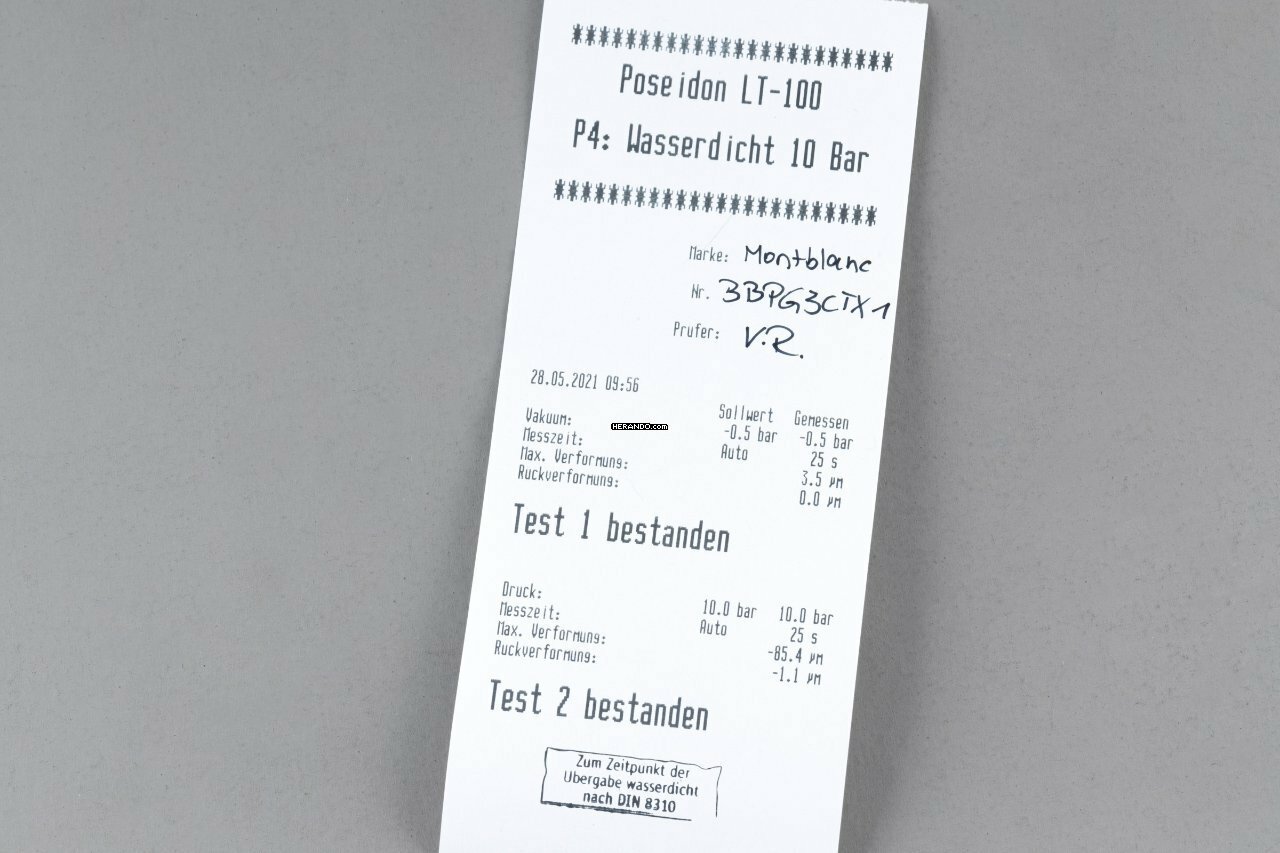 ************************
Poseidon LT-100
P4: Wasserdicht 10 Bar
************************
Marke: Montblanc
Nr. 3BPG3CTX1
Prufer: V.R.
28.05.2021 09:56
Sollwert Gemessen
Vakuum: -0.5 bar -0.5 bar
Messzeit: Auto 25 s
Max. Verformung: 3.5 µm
Ruckverformung: 0.0 µm
HERANDO.com
Test 1 bestanden
Druck: 10.0 bar 10.0 bar
Messzeit: Auto 25 s
Max. Verformung: -85.4 µm
Ruckverformung: -1.1 µm
Test 2 bestanden
Zum Zeitpunkt der
Übergabe wasserdicht
nach DIN 8310